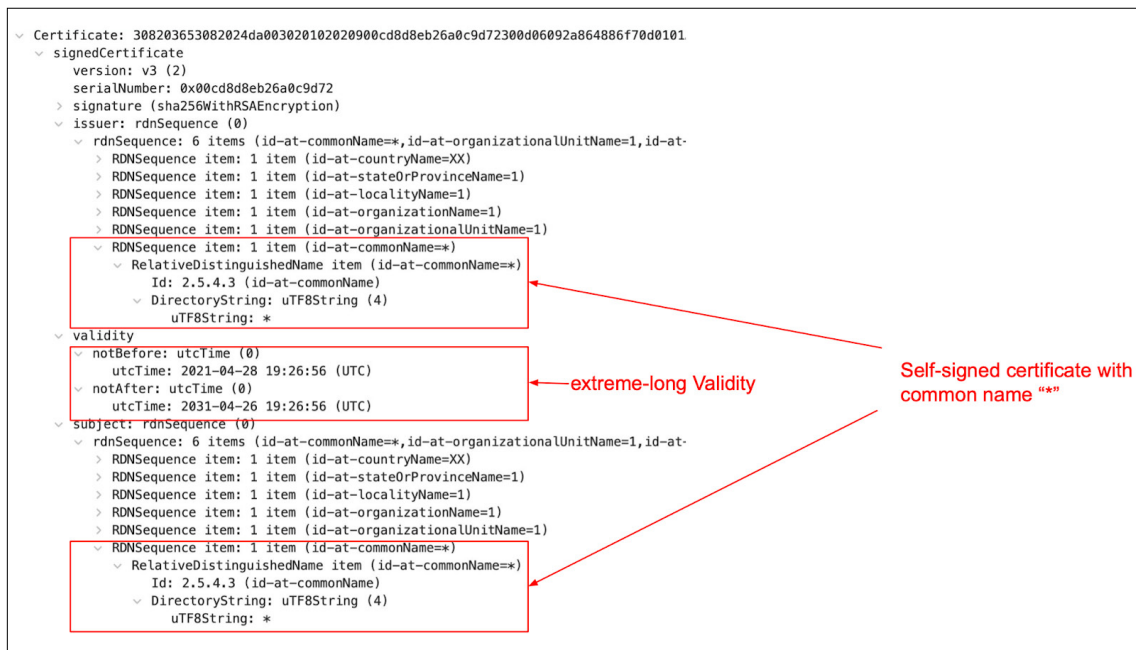 Certificate: 308203653082024da003020102020900cd8d8eb26a0c9d72300d06092a864886f70d0101…
signedCertificate
version: v3 (2)
serialNumber: 0x00cd8d8eb26a0c9d72
signature (sha256WithRSAEncryption)
issuer: rdnSequence (0)
rdnSequence: 6 items (id-at-commonName=*,id-at-organizationalUnitName=1,id-at-
RDNSequence item: 1 item (id-at-countryName=XX)
RDNSequence item: 1 item (id-at-stateOrProvinceName=1)
RDNSequence item: 1 item (id-at-localityName=1)
RDNSequence item: 1 item (id-at-organizationName=1)
RDNSequence item: 1 item (id-at-organizationalUnitName=1)
RDNSequence item: 1 item (id-at-commonName=*)
RelativeDistinguishedName item (id-at-commonName=*)
Id: 2.5.4.3 (id-at-commonName)
DirectoryString: uTF8String (4)
uTF8String: *
validity
notBefore: utcTime (0)
utcTime: 2021-04-28 19:26:56 (UTC)
notAfter: utcTime (0)
utcTime: 2031-04-26 19:26:56 (UTC)
subject: rdnSequence (0)
rdnSequence: 6 items (id-at-commonName=*,id-at-organizationalUnitName=1,id-at-
RDNSequence item: 1 item (id-at-countryName=XX)
RDNSequence item: 1 item (id-at-stateOrProvinceName=1)
RDNSequence item: 1 item (id-at-localityName=1)
RDNSequence item: 1 item (id-at-organizationName=1)
RDNSequence item: 1 item (id-at-organizationalUnitName=1)
RDNSequence item: 1 item (id-at-commonName=*)
RelativeDistinguishedName item (id-at-commonName=*)
Id: 2.5.4.3 (id-at-commonName)
DirectoryString: uTF8String (4)
uTF8String: *
extreme-long Validity
Self-signed certificate with
common name “*”